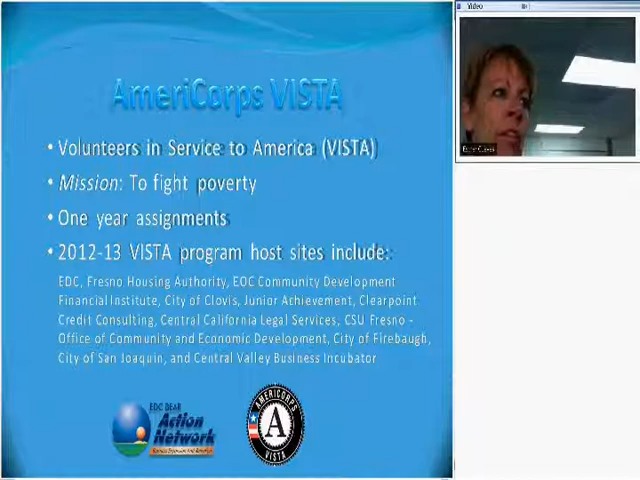 Video
AmeriCorps VISTA
• Volunteers in Service to America (VISTA)
• Mission: To fight poverty
• One year assignments
• 2012-13 VISTA program host sites include:
EDC, Fresno Housing Authority, EOC Community Development
Financial Institute, City of Clovis, Junior Achievement, Clearpoint
Credit Consulting, Central California Legal Services, CSU Fresno -
Office of Community and Economic Development, City of Firebaugh,
City of San Joaquin, and Central Valley Business Incubator
EDC BEAR
Action
Network
AMERICORPS
A
VISTA